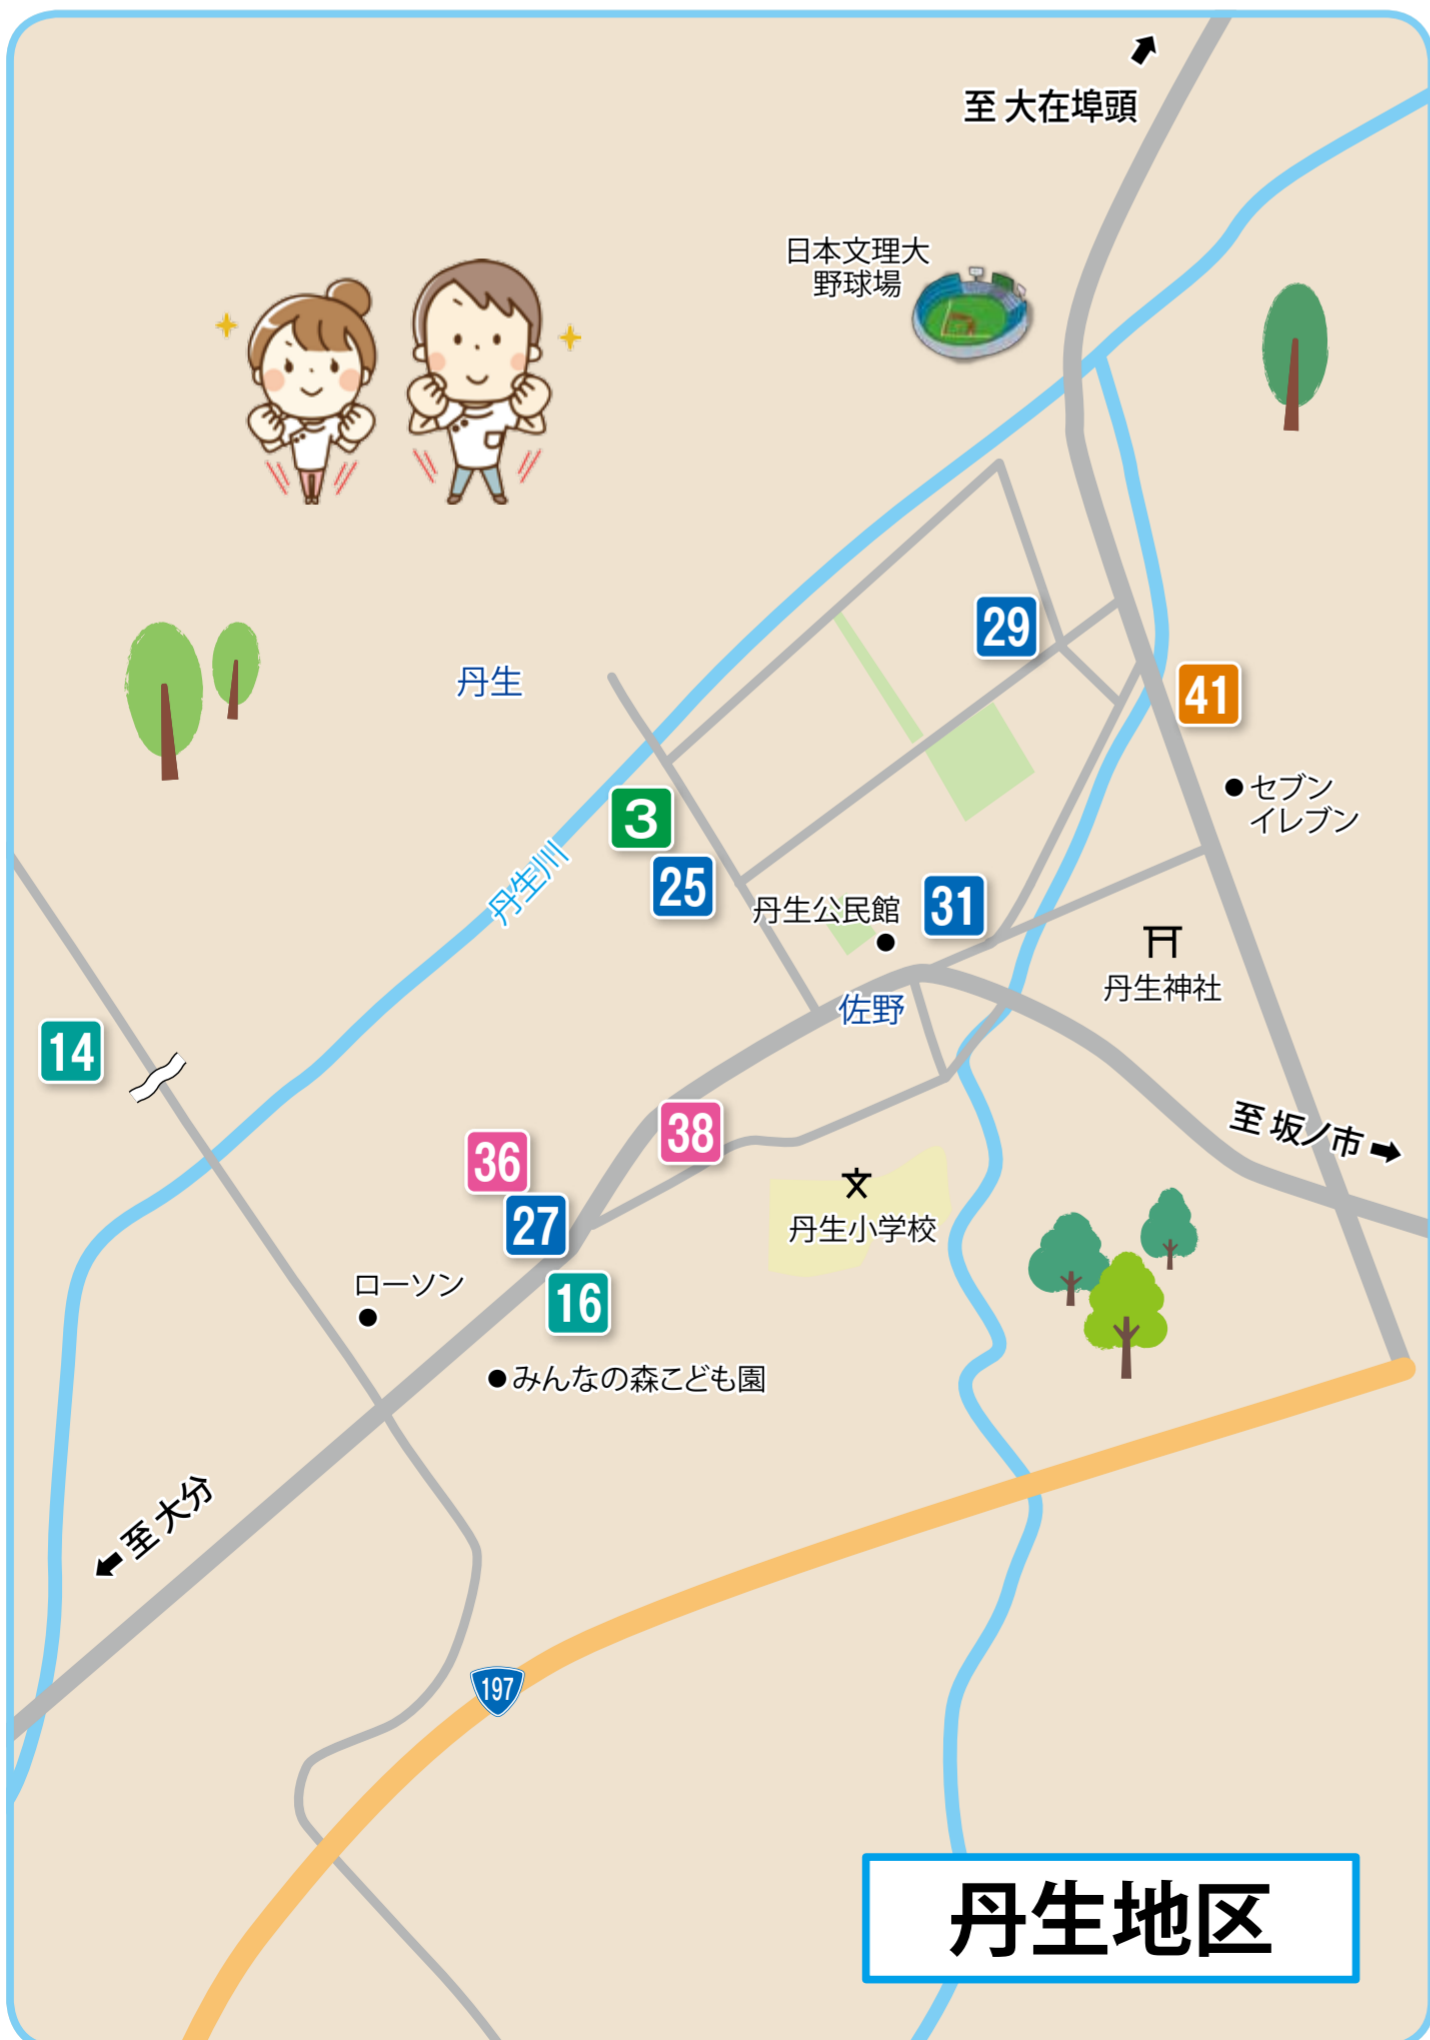 至 大在埠頭
日本文理大
野球場
29
丹生
41
セブン
イレブン
3
25
丹生川
丹生公民館
31
丹生神社
佐野
14
38
至 坂ノ市
36
27
丹生小学校
ローソン
16
みんなの森こども園
至 大分
197
丹生地区